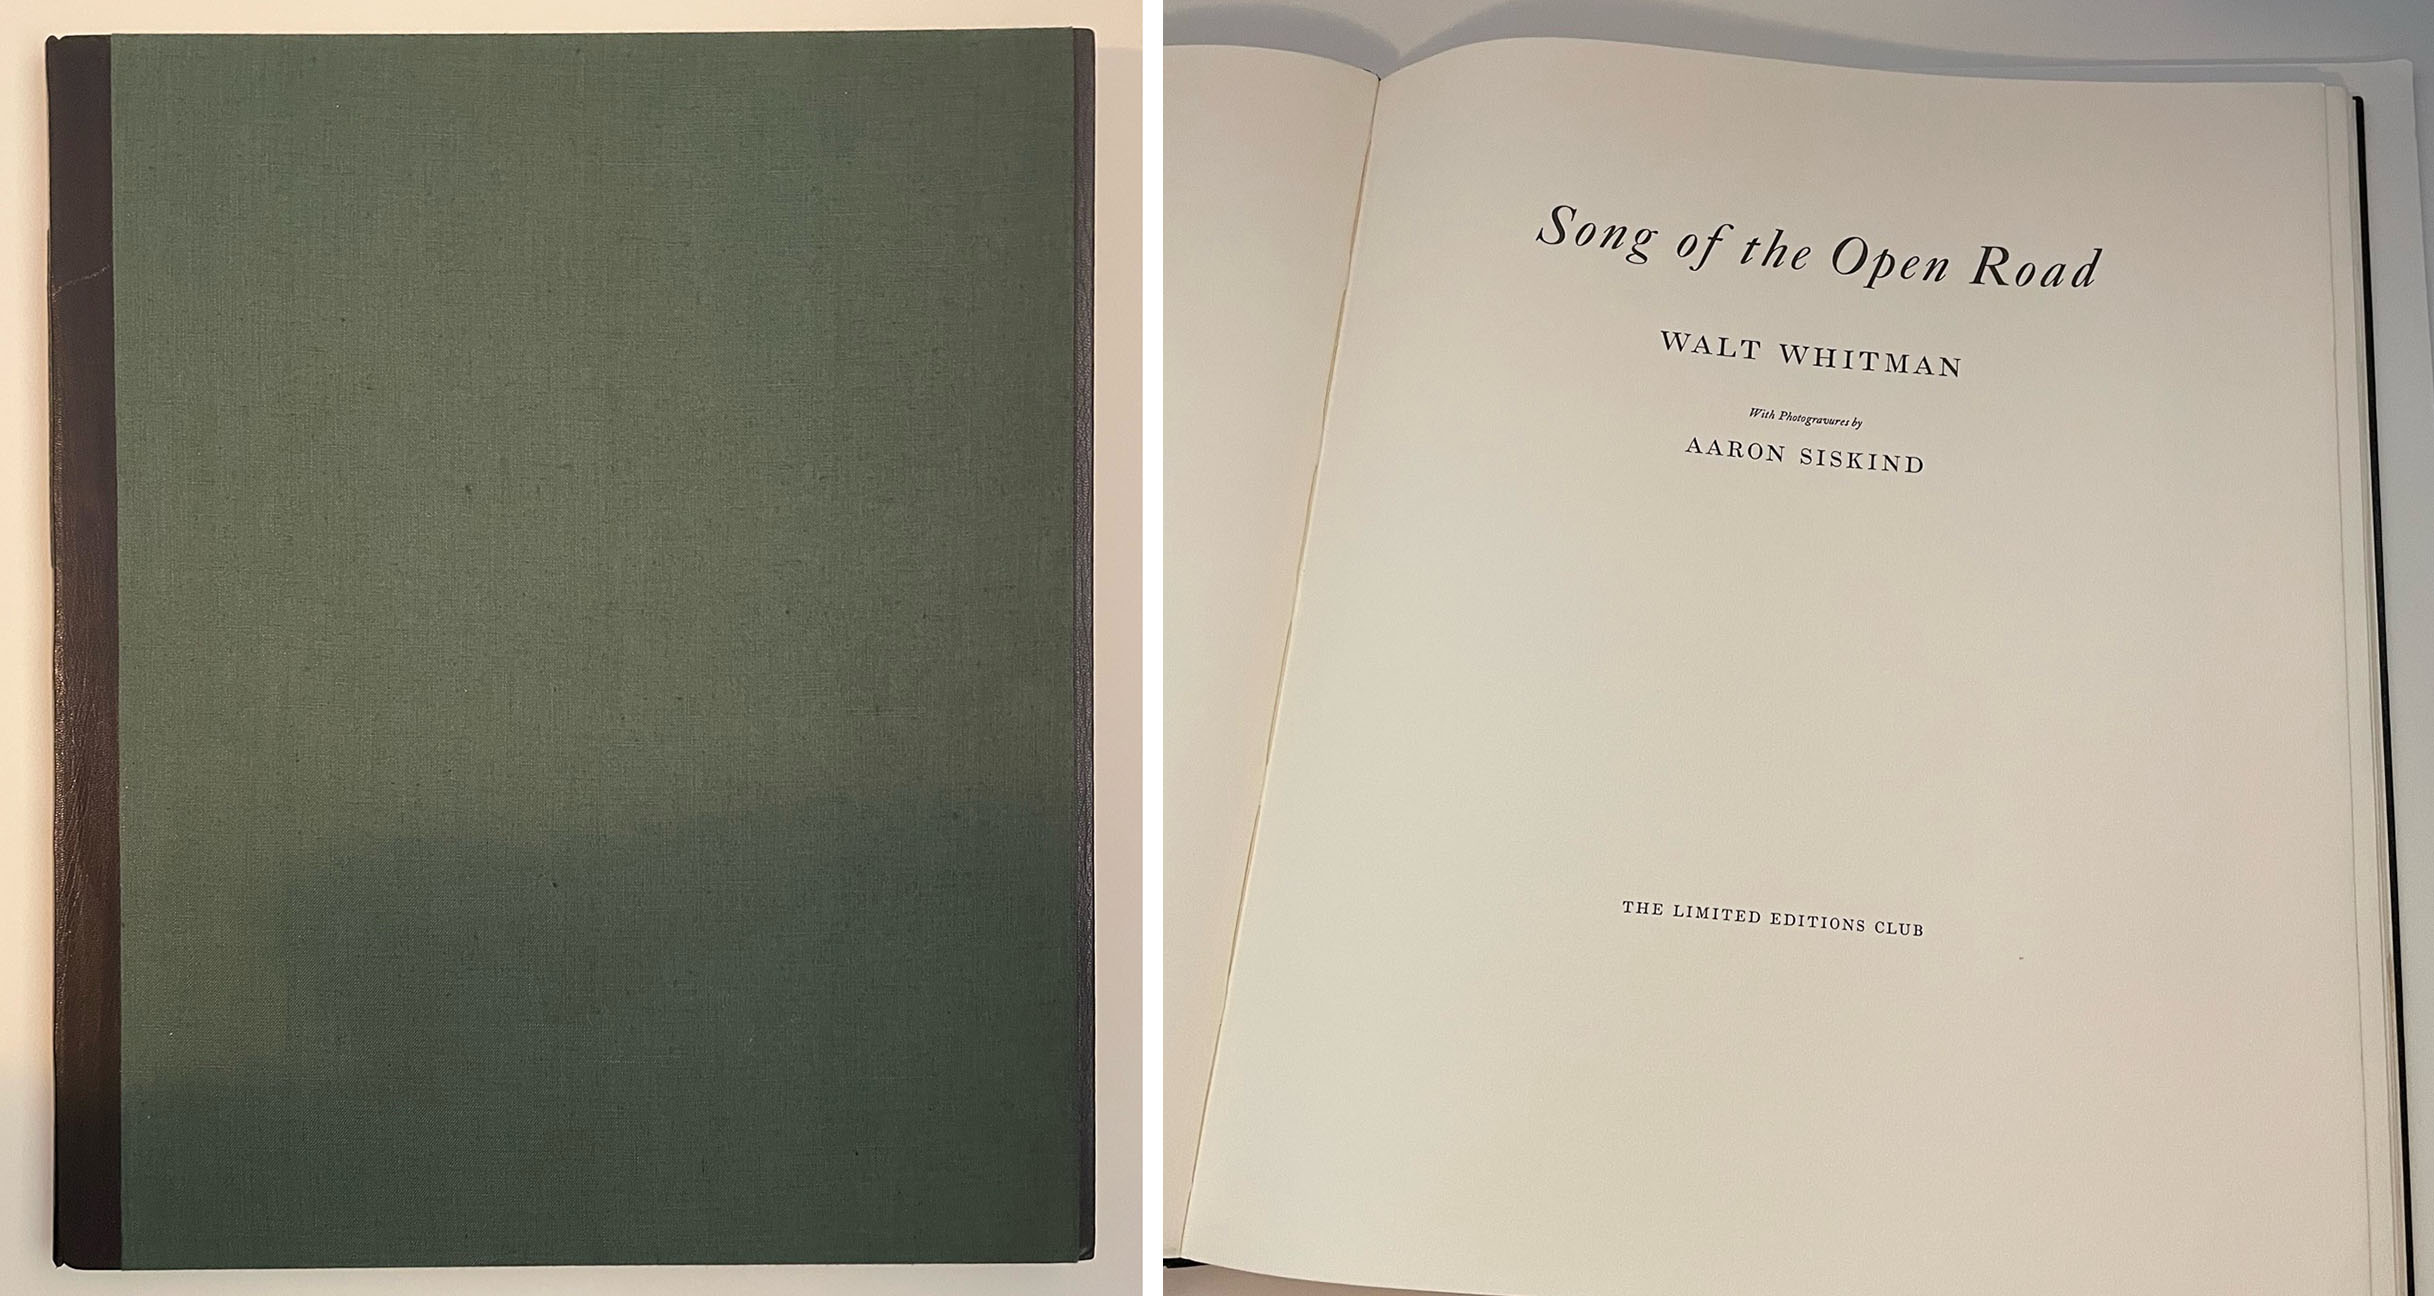 Song of the Open Road
WALT WHITMAN
With Photogravures by
AARON SISKIND
THE LIMITED EDITIONS CLUB